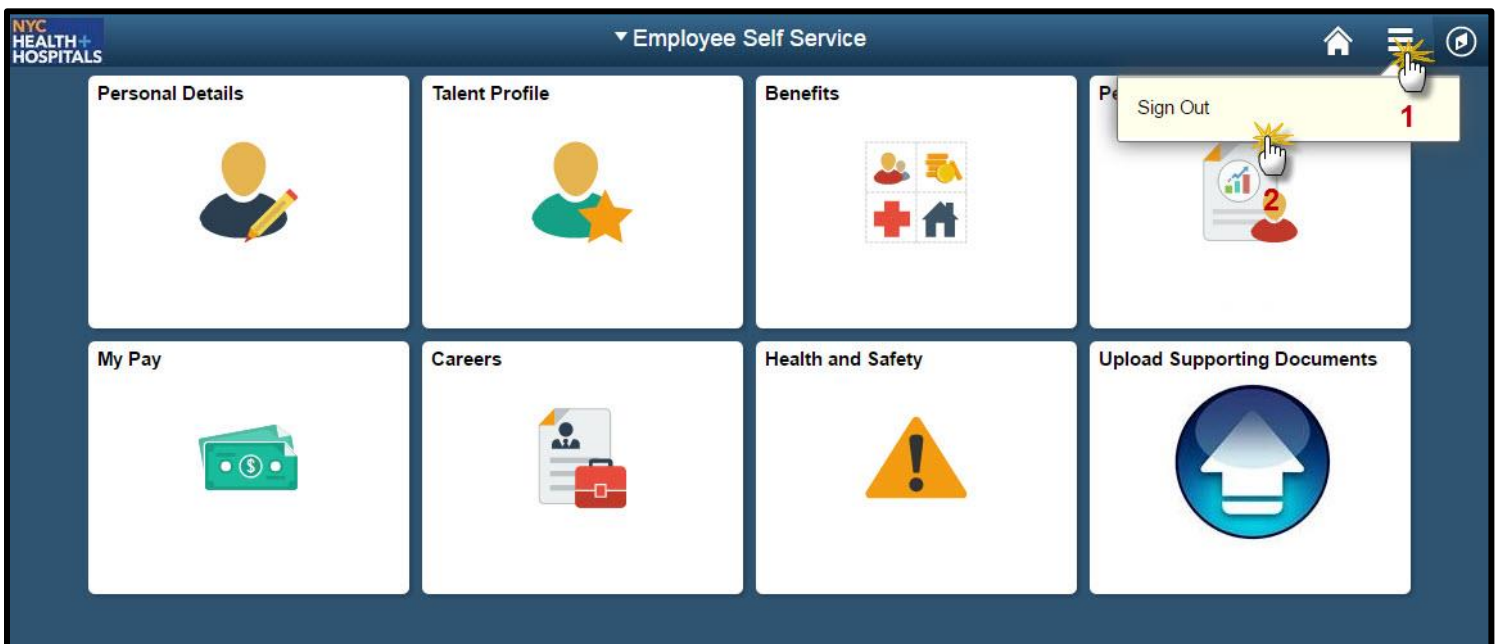 NYC
HEALTH+
HOSPITALS
Employee Self Service
Personal Details
Talent Profile
Benefits
Pe
Sign Out
1
2
My Pay
$
Careers
Health and Safety
!
Upload Supporting Documents